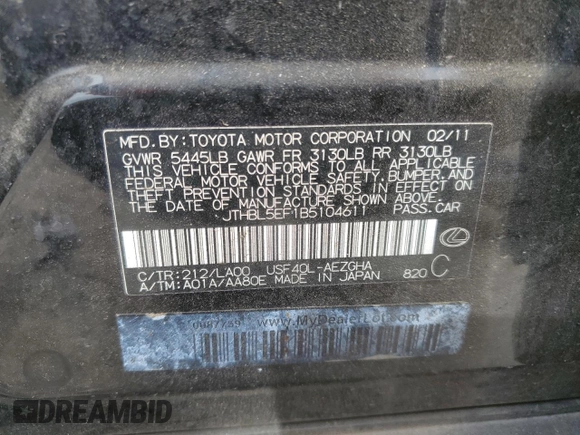 MFD. BY: TOYOTA MOTOR CORPORATION 02/11
GVWR 5445LB GAWR FR 3130LB RR 3130LB
THIS VEHICLE CONFORMS TO ALL APPLICABLE
FEDERAL MOTOR VEHICLE SAFETY, BUMPER, AND
THEFT PREVENTION STANDARDS IN EFFECT ON
THE DATE OF MANUFACTURE SHOWN ABOVE.
JTHBL5EF1B5104611 PASS.CAR
C/TR: 212/LA00 USF40L-AEZGHA
A/TM: A01A/AA80E MADE IN JAPAN 820 C
www.MyDealerLot.com
DREAMBID